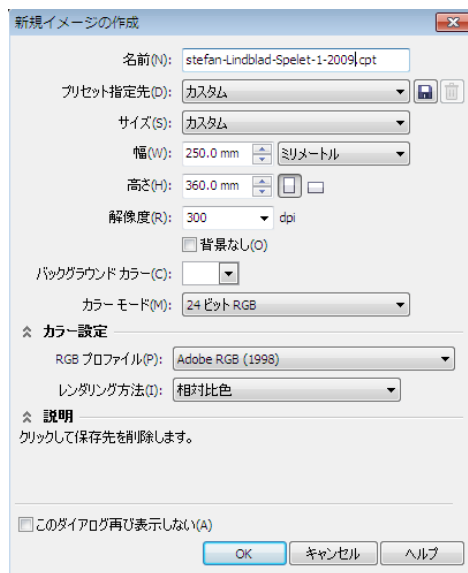 新規イメージの作成
名前(N): stefan-Lindblad-Spelet-1-2009.cpt
プリセット指定先(D): カスタム
サイズ(S): カスタム
幅(W): 250.0 mm ミリメートル
高さ(H): 360.0 mm
解像度(R): 300 dpi
背景なし(O)
バックグラウンド カラー(C):
カラー モード(M): 24 ビット RGB
カラー設定
RGB プロファイル(P): Adobe RGB (1998)
レンダリング方法(I): 相対比色
説明
クリックして保存先を削除します。
このダイアログ再び表示しない(A)
OK キャンセル ヘルプ